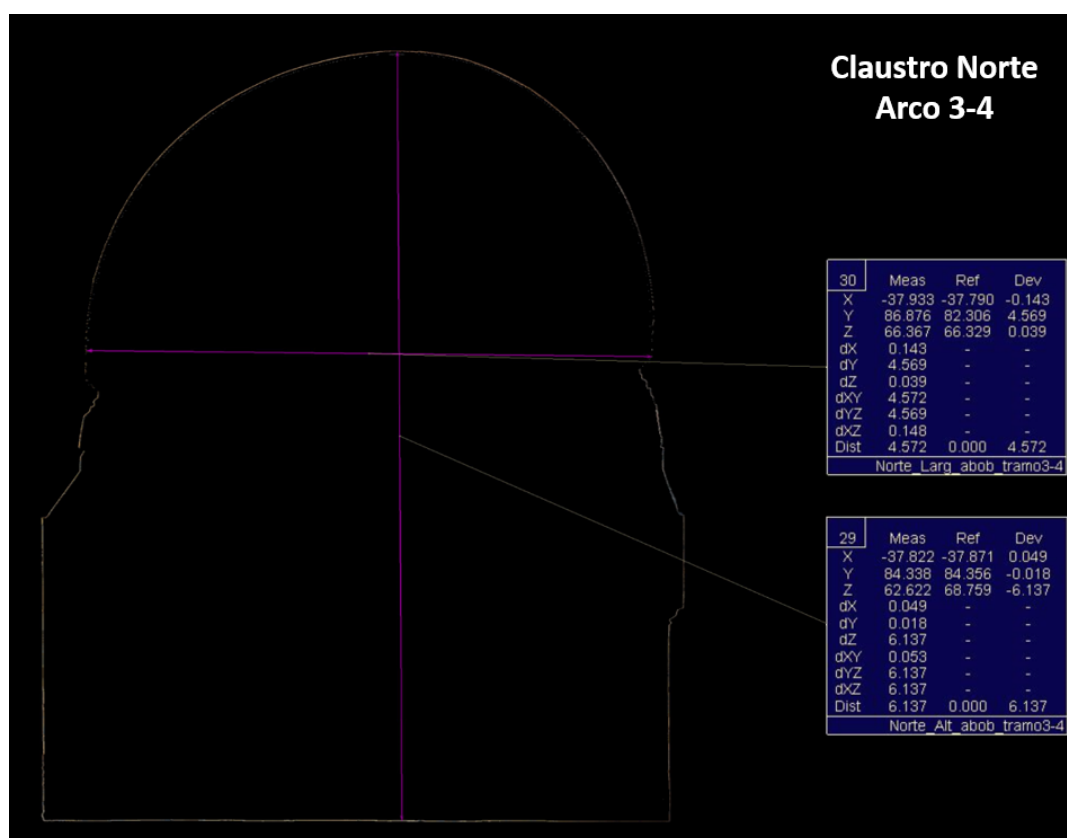 Claustro Norte
Arco 3-4
30 Meas Ref Dev
X -37.933 -37.790 -0.143
Y 86.876 82.306 4.569
Z 66.367 66.329 0.039
dX 0.143 - -
dY 4.569 - -
dZ 0.039 - -
dXY 4.572 - -
dYZ 4.569 - -
dXZ 0.148 - -
Dist 4.572 0.000 4.572
Norte_Larg_abob_tramo3-4
29 Meas Ref Dev
X -37.822 -37.871 0.049
Y 84.338 84.356 -0.018
Z 62.622 68.759 -6.137
dX 0.049 - -
dY 0.018 - -
dZ 6.137 - -
dXY 0.053 - -
dYZ 6.137 - -
dXZ 6.137 - -
Dist 6.137 0.000 6.137
Norte_Alt_abob_tramo3-4